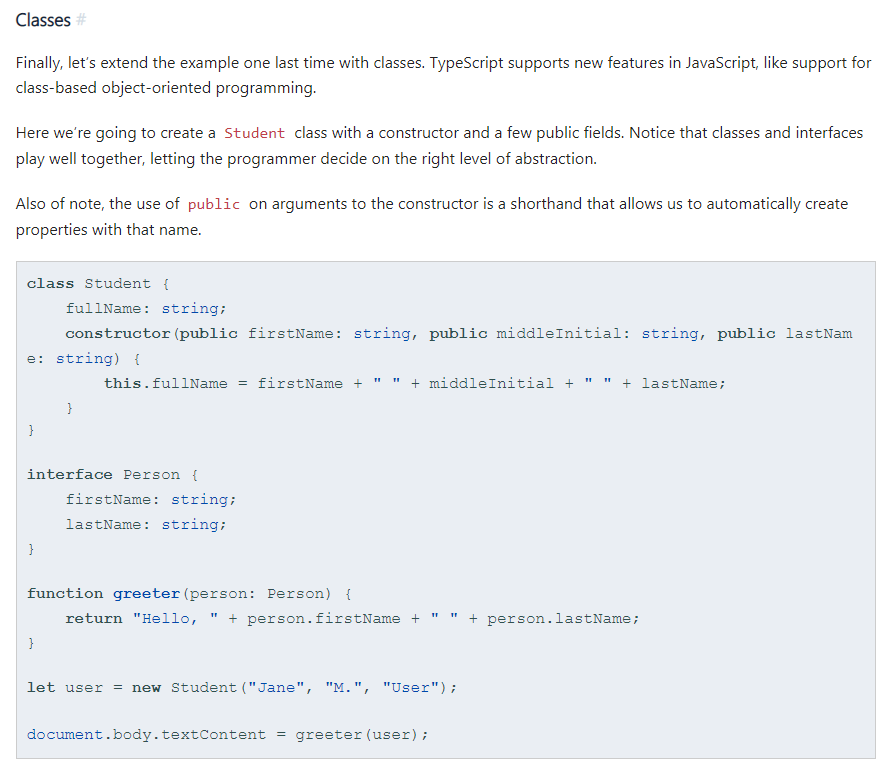 Classes #
Finally, let's extend the example one last time with classes. TypeScript supports new features in JavaScript, like support for
class-based object-oriented programming.
Here we're going to create a Student class with a constructor and a few public fields. Notice that classes and interfaces
play well together, letting the programmer decide on the right level of abstraction.
Also of note, the use of public on arguments to the constructor is a shorthand that allows us to automatically create
properties with that name.
class Student {
    fullName: string;
    constructor(public firstName: string, public middleInitial: string, public lastNam
e: string) {
        this.fullName = firstName + " " + middleInitial + " " + lastName;
    }
}
interface Person {
    firstName: string;
    lastName: string;
}
function greeter(person: Person) {
    return "Hello, " + person.firstName + " " + person.lastName;
}
let user = new Student("Jane", "M.", "User");
document.body.textContent = greeter(user);